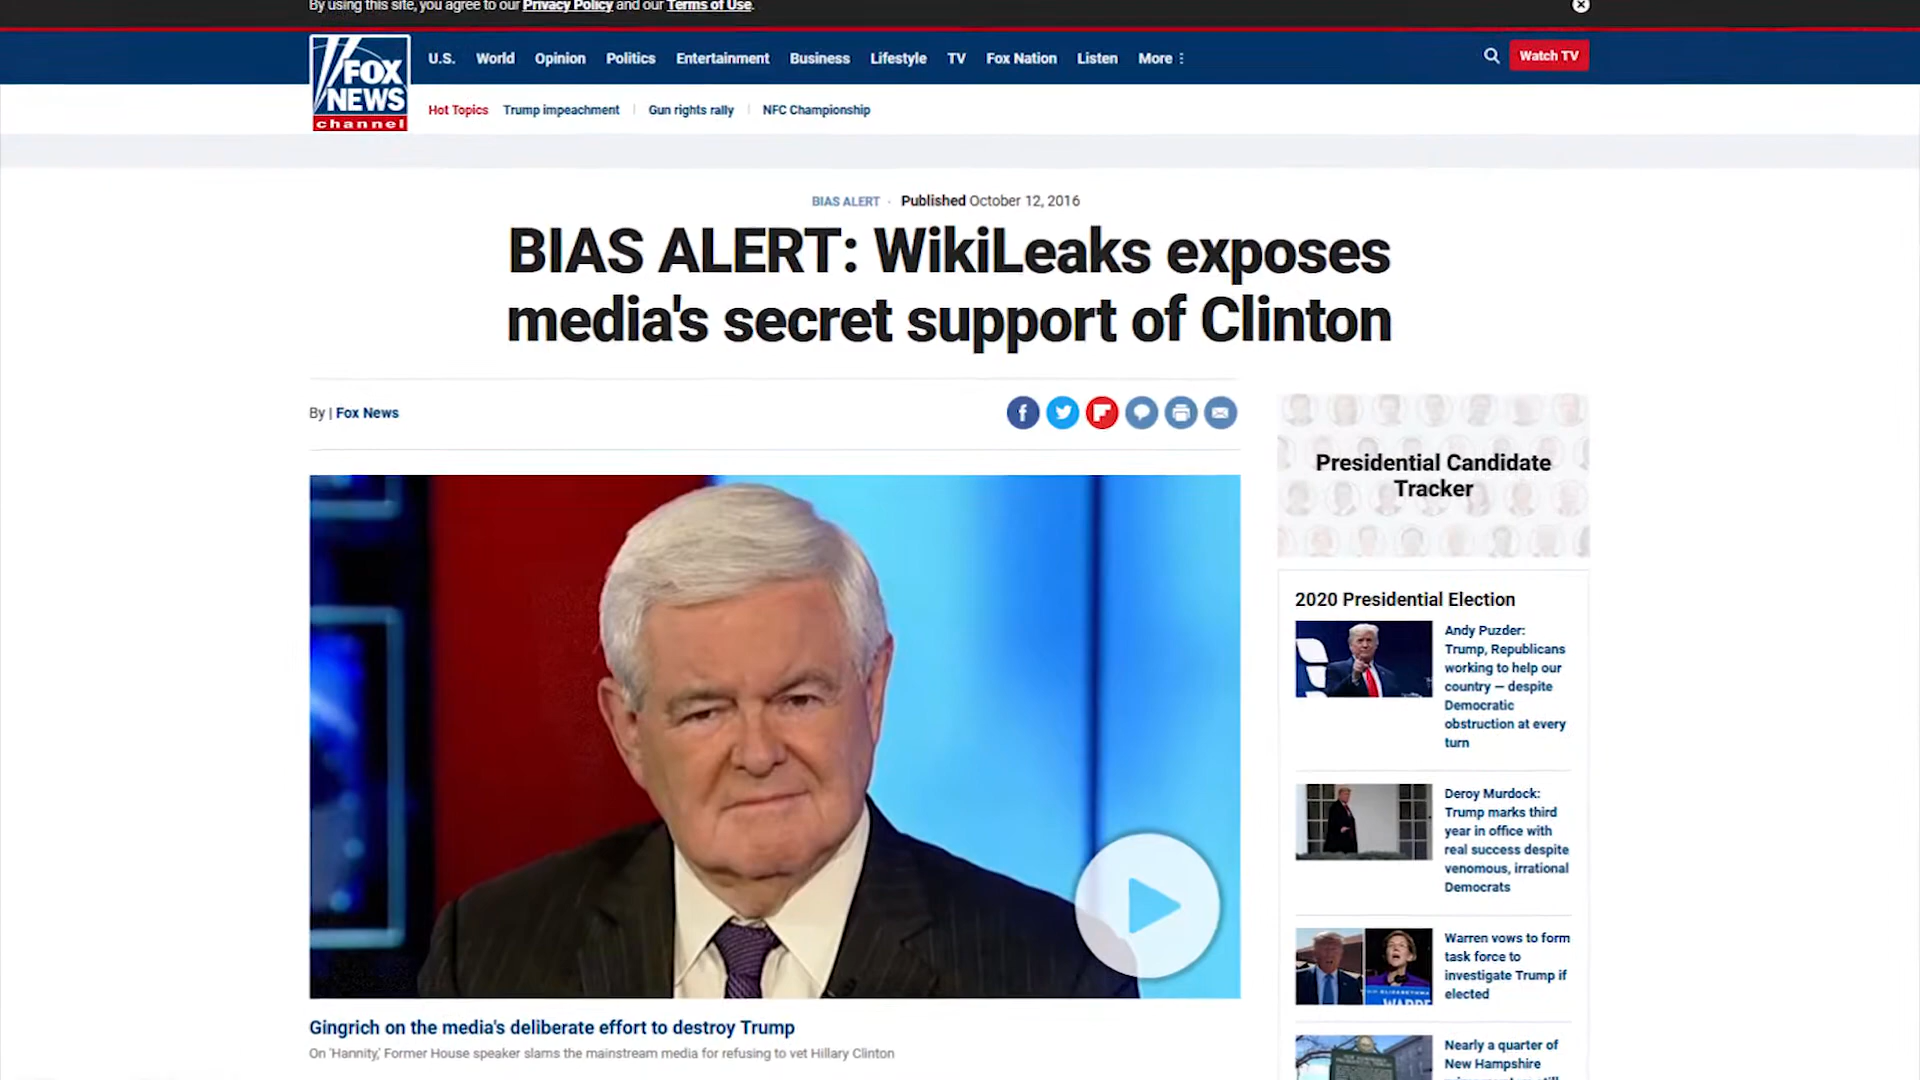 By using this site, you agree to our Privacy Policy and our Terms of Use.
FOX
NEWS
channel
U.S. World Opinion Politics Entertainment Business Lifestyle TV Fox Nation Listen More
Watch TV
Hot Topics Trump impeachment Gun rights rally NFC Championship
BIAS ALERT · Published October 12, 2016
BIAS ALERT: WikiLeaks exposes
media's secret support of Clinton
By | Fox News
Presidential Candidate
Tracker
2020 Presidential Election
Andy Puzder:
Trump, Republicans
working to help our
country — despite
Democratic
obstruction at every
turn
Deroy Murdock:
Trump marks third
year in office with
real success despite
venomous, irrational
Democrats
Warren vows to form
task force to
investigate Trump if
elected
Nearly a quarter of
New Hampshire
Gingrich on the media's deliberate effort to destroy Trump
On 'Hannity,' Former House speaker slams the mainstream media for refusing to vet Hillary Clinton